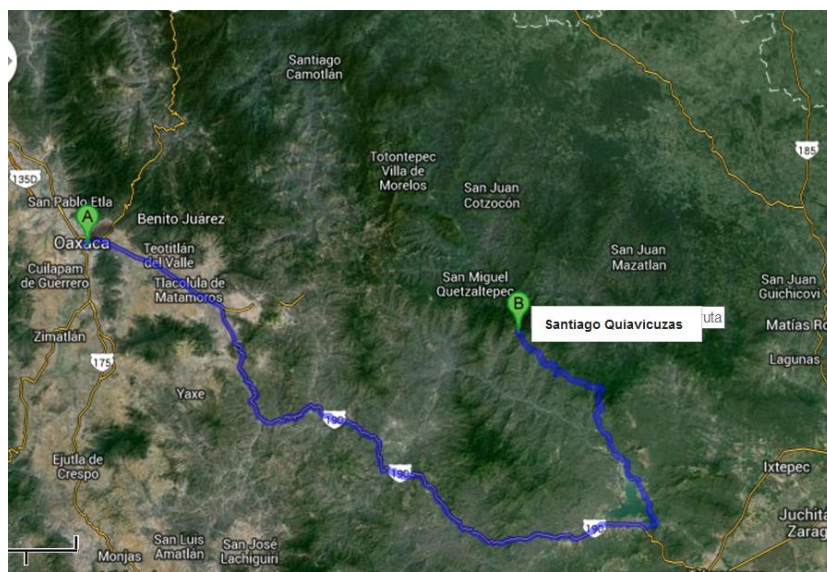 Santiago
Camotlán
185
135D
Totontepec
Villa de
Morelos
San Juan
Cotzocón
San Pablo Etla
A
Benito Juárez
Oaxaca
Teotitlán
del Valle
San Juan
Mazatlan
Cuilapam
de Guerrero
Tlacolula de
Matamoros
San Miguel
Quetzaltepec
San Juan
Guichicovi
B
Santiago Quiavicuzas
ruta
Matías Ro
Zimatlán
175
Lagunas
Yaxe
190
Ejutla de
Crespo
190
Ixtepec
190
Juchita
Zarag
San Luis
Amatlán
San José
Lachiguiri
Monjas